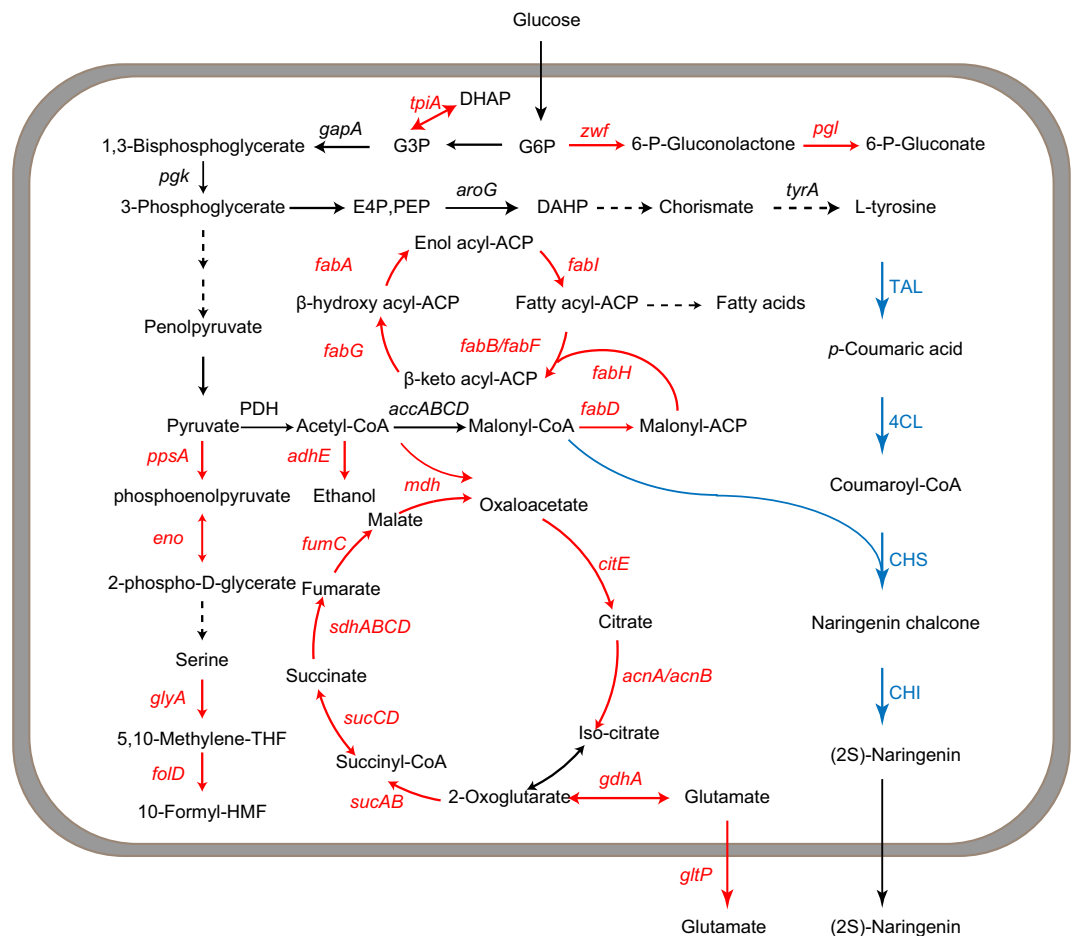 Glucose
tpiA
DHAP
1,3-Bisphosphoglycerate
gapA
G3P
G6P
zwf
6-P-Gluconolactone
pgl
6-P-Gluconate
pgk
3-Phosphoglycerate
E4P,PEP
aroG
DAHP
Chorismate
tyrA
L-tyrosine
Enol acyl-ACP
fabA
fabI
TAL
β-hydroxy acyl-ACP
Fatty acyl-ACP
Fatty acids
Penolpyruvate
fabG
fabB/fabF
fabH
p-Coumaric acid
β-keto acyl-ACP
PDH
accABCD
fabD
4CL
Pyruvate
Acetyl-CoA
Malonyl-CoA
Malonyl-ACP
ppsA
adhE
mdh
phosphoenolpyruvate
Ethanol
Oxaloacetate
Coumaroyl-CoA
Malate
eno
fumC
citE
CHS
2-phospho-D-glycerate
Fumarate
Citrate
Naringenin chalcone
sdhABCD
Serine
Succinate
acnA/acnB
glyA
CHI
sucCD
5,10-Methylene-THF
Iso-citrate
(2S)-Naringenin
Succinyl-CoA
folD
gdhA
sucAB
2-Oxoglutarate
Glutamate
10-Formyl-HMF
gltP
Glutamate
(2S)-Naringenin